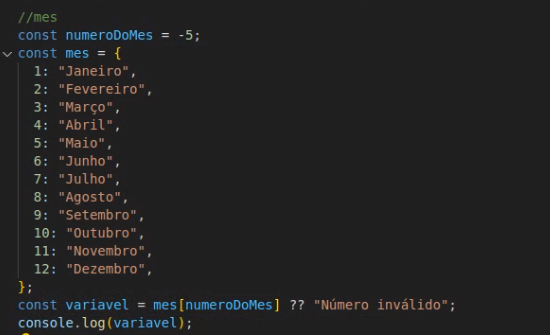 //mes
const numeroDoMes = -5;
const mes = {
1: "Janeiro",
2: "Fevereiro",
3: "Março",
4: "Abril",
5: "Maio",
6: "Junho",
7: "Julho",
8: "Agosto",
9: "Setembro",
10: "Outubro",
11: "Novembro",
12: "Dezembro",
};
const variavel = mes[numeroDoMes] ?? "Número inválido";
console.log(variavel);